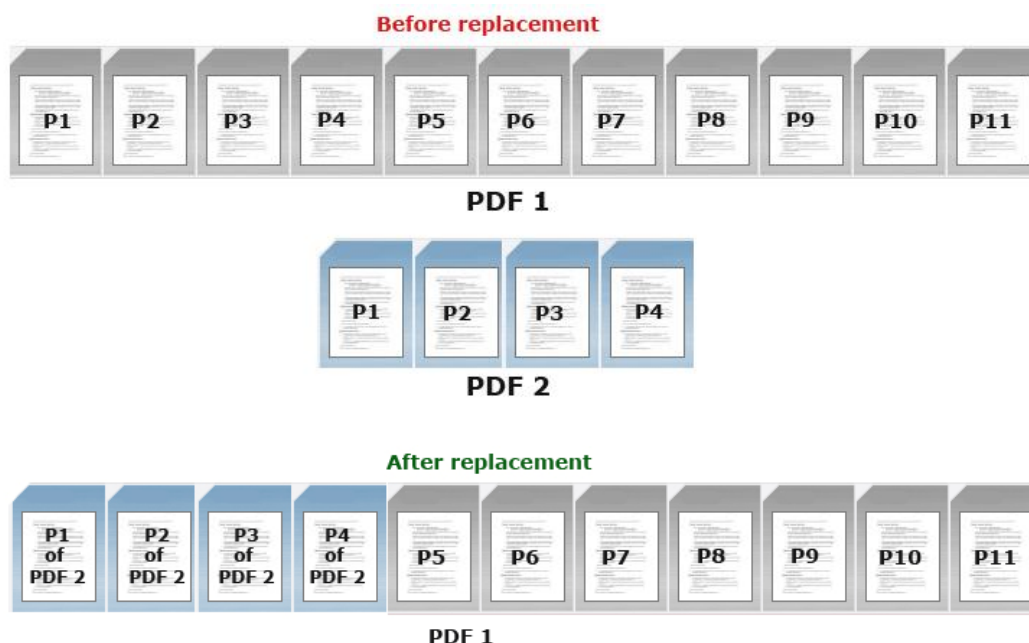 Before replacement
P1 P2 P3 P4 P5 P6 P7 P8 P9 P10 P11
PDF 1
P1 P2 P3 P4
PDF 2
After replacement
P1 of PDF 2 P2 of PDF 2 P3 of PDF 2 P4 of PDF 2 P5 P6 P7 P8 P9 P10 P11
PDF 1